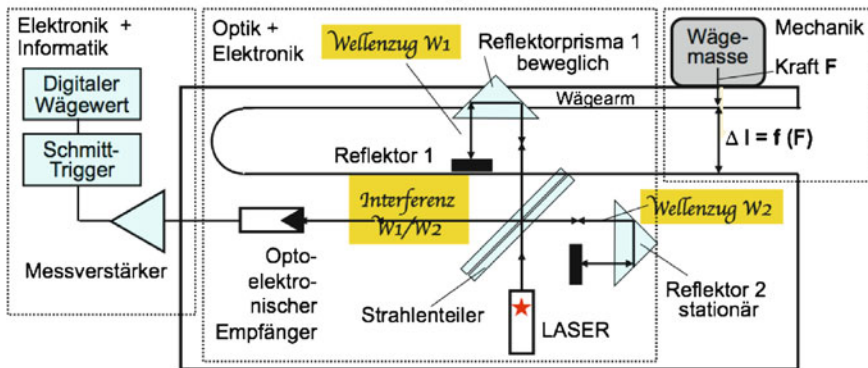 Elektronik +
Informatik
Digitaler
Wägewert
Schmitt-
Trigger
Messverstärker
Optik +
Elektronik
Wellenzug W1
Reflektorprisma 1
beweglich
Wägearm
Reflektor 1
Interferenz
W1/W2
Wellenzug W2
Opto-
elektro-
nischer
Empfänger
Strahlenteiler
LASER
Reflektor 2
stationär
Wäge-
masse
Mechanik
Kraft F
Δ l = f (F)